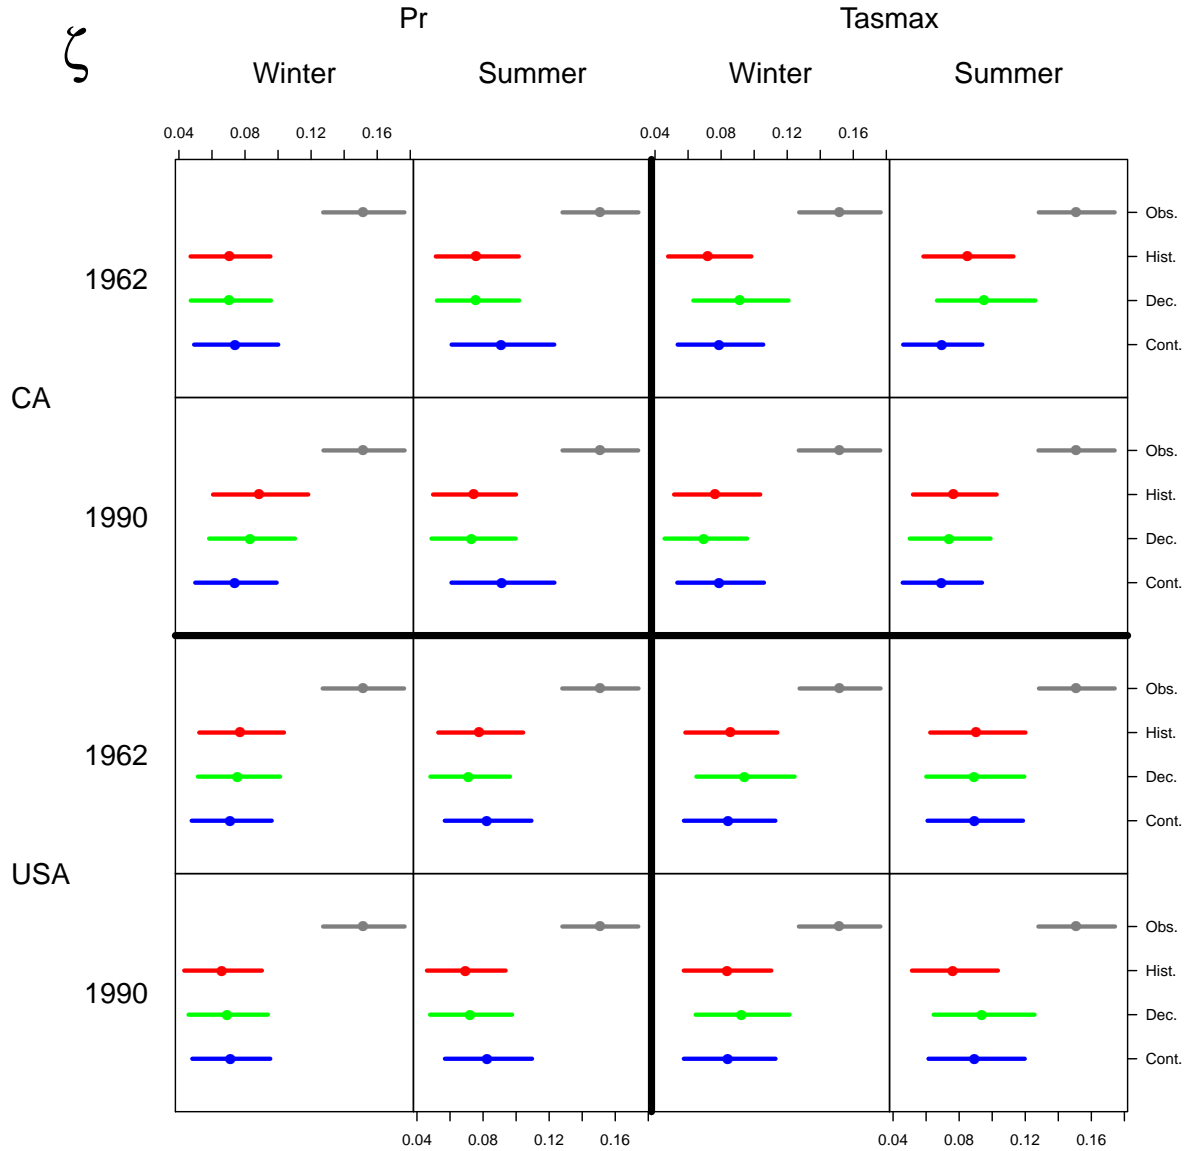 Pr Tasmax
ζ
Winter Summer Winter Summer
0.04 0.08 0.12 0.16 0.04 0.08 0.12 0.16
Obs.
Hist.
1962
Dec.
Cont.
CA
Obs.
Hist.
1990
Dec.
Cont.
Obs.
Hist.
1962
Dec.
Cont.
USA
Obs.
Hist.
1990
Dec.
Cont.
0.04 0.08 0.12 0.16 0.04 0.08 0.12 0.16